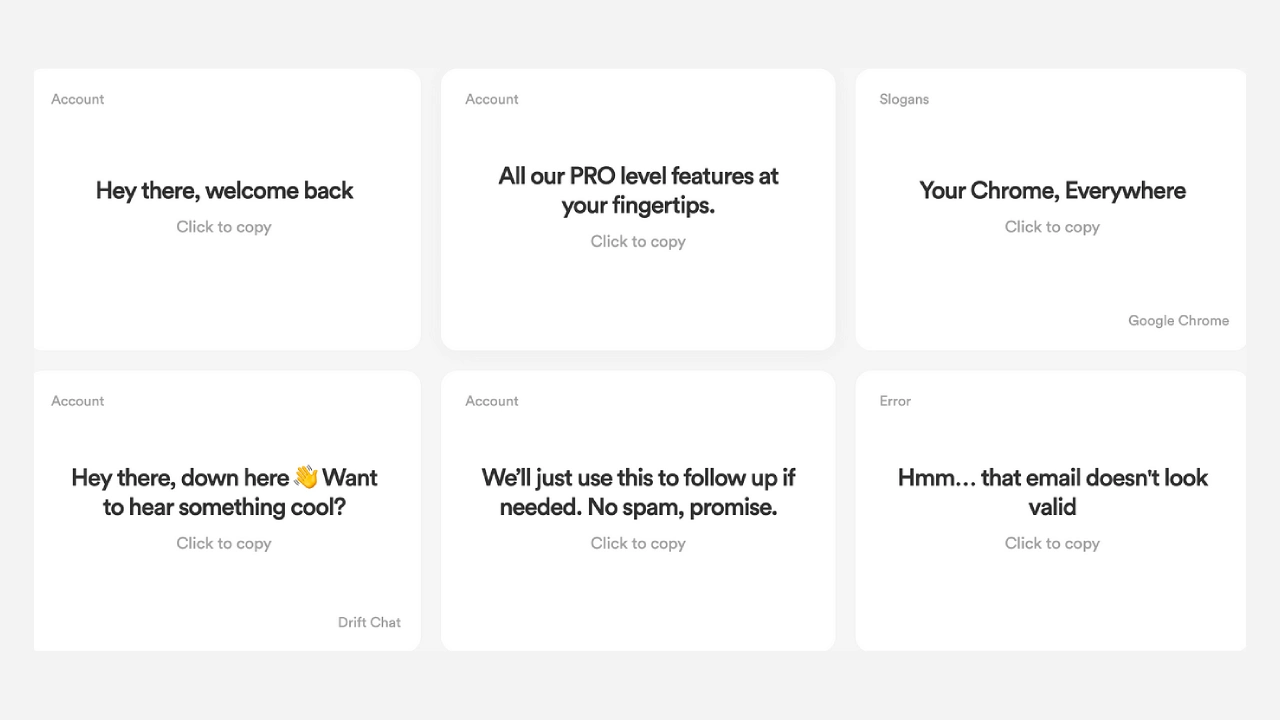 Account
Hey there, welcome back
Click to copy
Account
All our PRO level features at
your fingertips.
Click to copy
Slogans
Your Chrome, Everywhere
Click to copy
Google Chrome
Account
Hey there, down here 👋 Want
to hear something cool?
Click to copy
Drift Chat
Account
We’ll just use this to follow up if
needed. No spam, promise.
Click to copy
Error
Hmm… that email doesn't look
valid
Click to copy